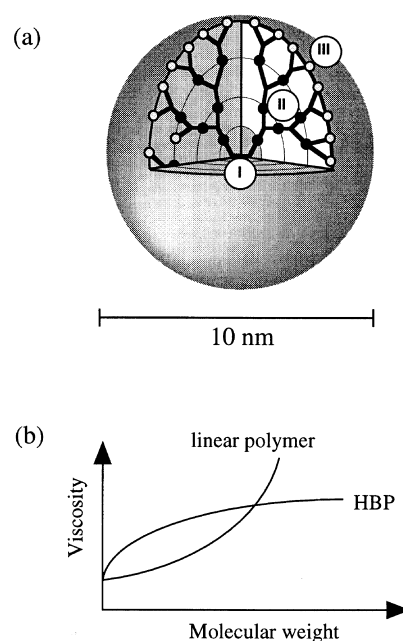 (a)
III
II
I
10 nm
(b)
linear polymer
HBP
Viscosity
Molecular weight